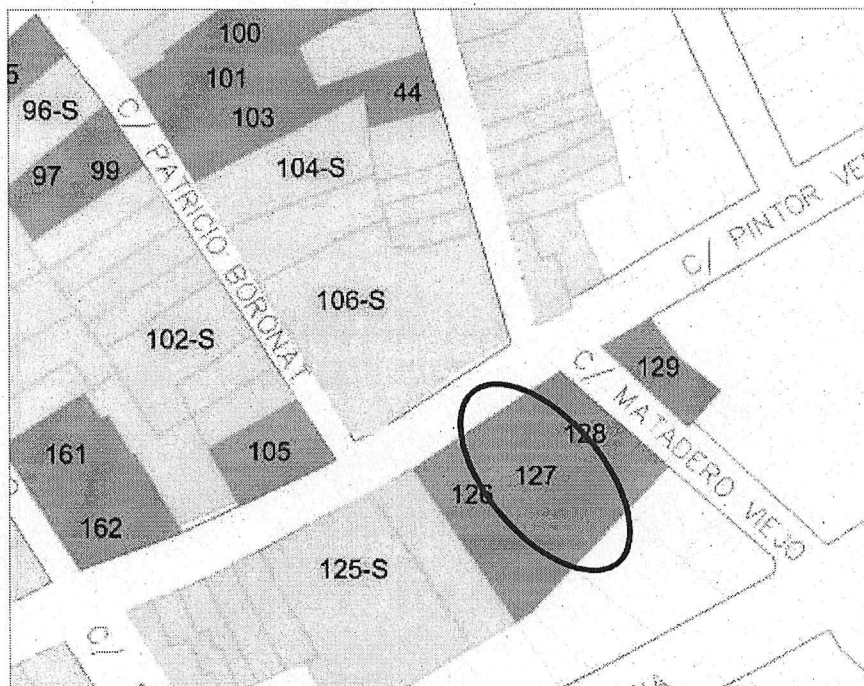 100
101
5
44
96-S
103
C/ PATRICIO BORONAT
97
99
104-S
C/ PINTOR VE
106-S
102-S
129
C/ MATADERO VIEJO
128
161
105
127
126
162
125-S
C/